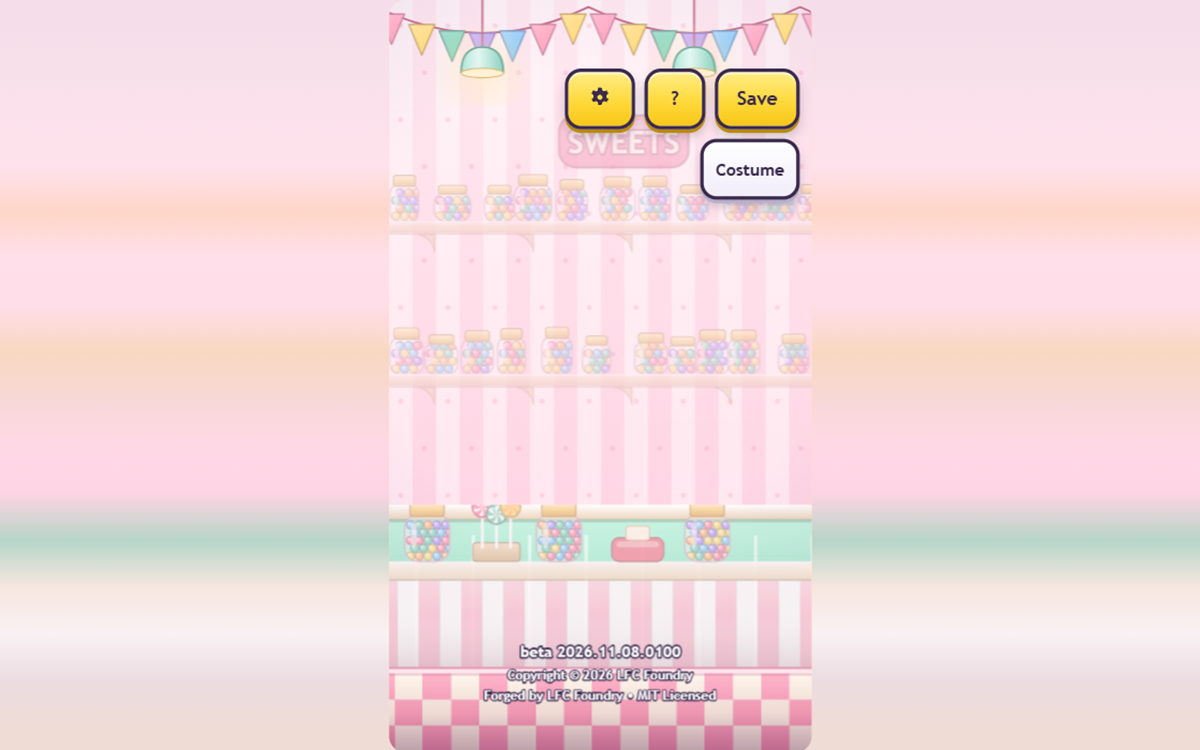 ?
Save
SWEETS
Costume
beta 2026.11.08.0100
Copyright © 2026 LFC Foundry
Forged by LFC Foundry • MIT Licensed